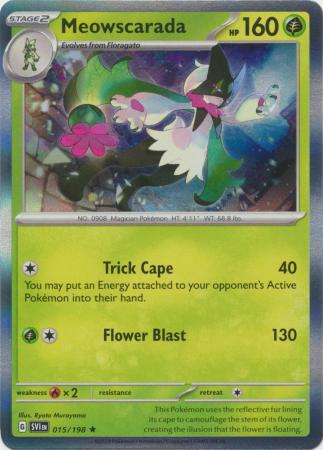 STAGE2
Meowscarada
HP 160
Evolves from Floragato
NO. 0908 Magician Pokémon HT: 4'11" WT: 68.8 lbs.
Trick Cape 40
You may put an Energy attached to your opponent's Active
Pokémon into their hand.
Flower Blast 130
weakness ×2 resistance retreat
Illus. Ryota Murayama
This Pokémon uses the reflective fur lining
its cape to camouflage the stem of its flower,
creating the illusion that the flower is floating.
G SVI EN 015/198 ★